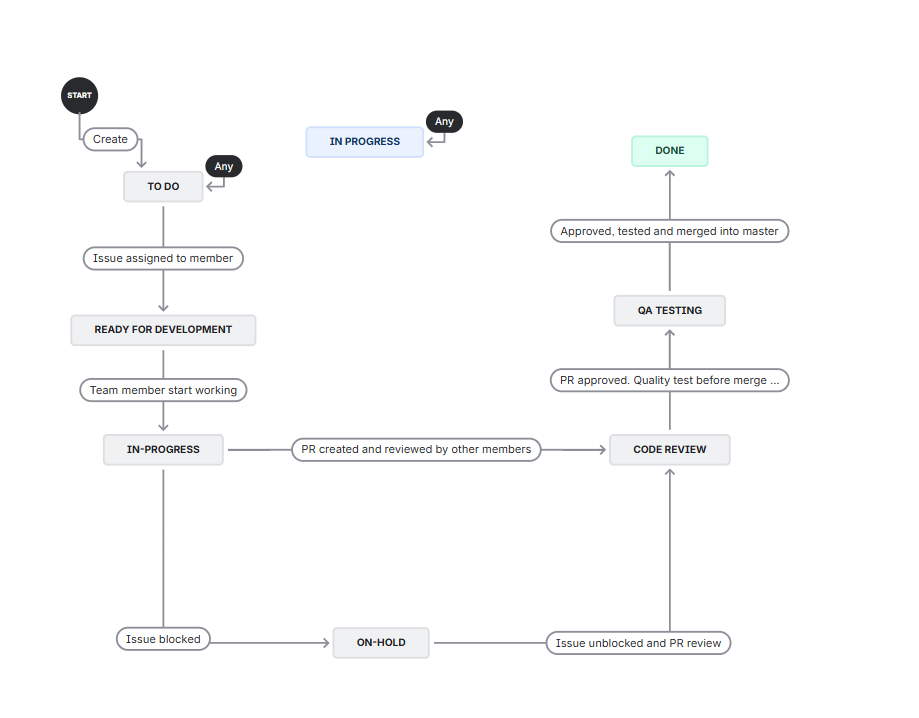 START
Create
Any
TO DO
Any
IN PROGRESS
DONE
Issue assigned to member
Approved, tested and merged into master
READY FOR DEVELOPMENT
QA TESTING
Team member start working
PR approved. Quality test before merge ...
IN-PROGRESS
PR created and reviewed by other members
CODE REVIEW
Issue blocked
ON-HOLD
Issue unblocked and PR review